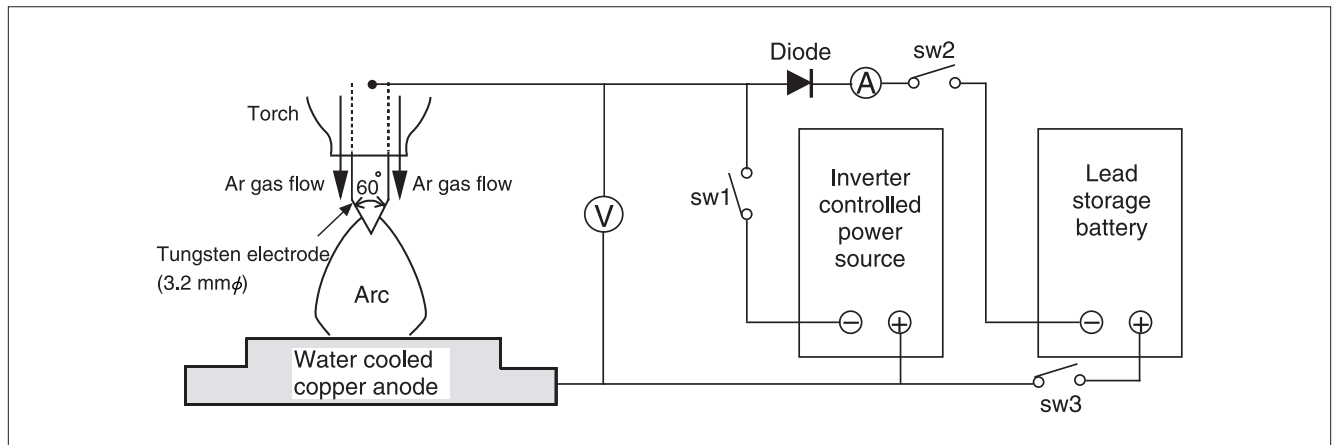 Diode
sw2
A
Torch
Ar gas flow
60°
Ar gas flow
sw1
V
Inverter
controlled
power
source
Lead
storage
battery
Tungsten electrode
(3.2 mmϕ)
Arc
− +
− +
Water cooled
copper anode
sw3